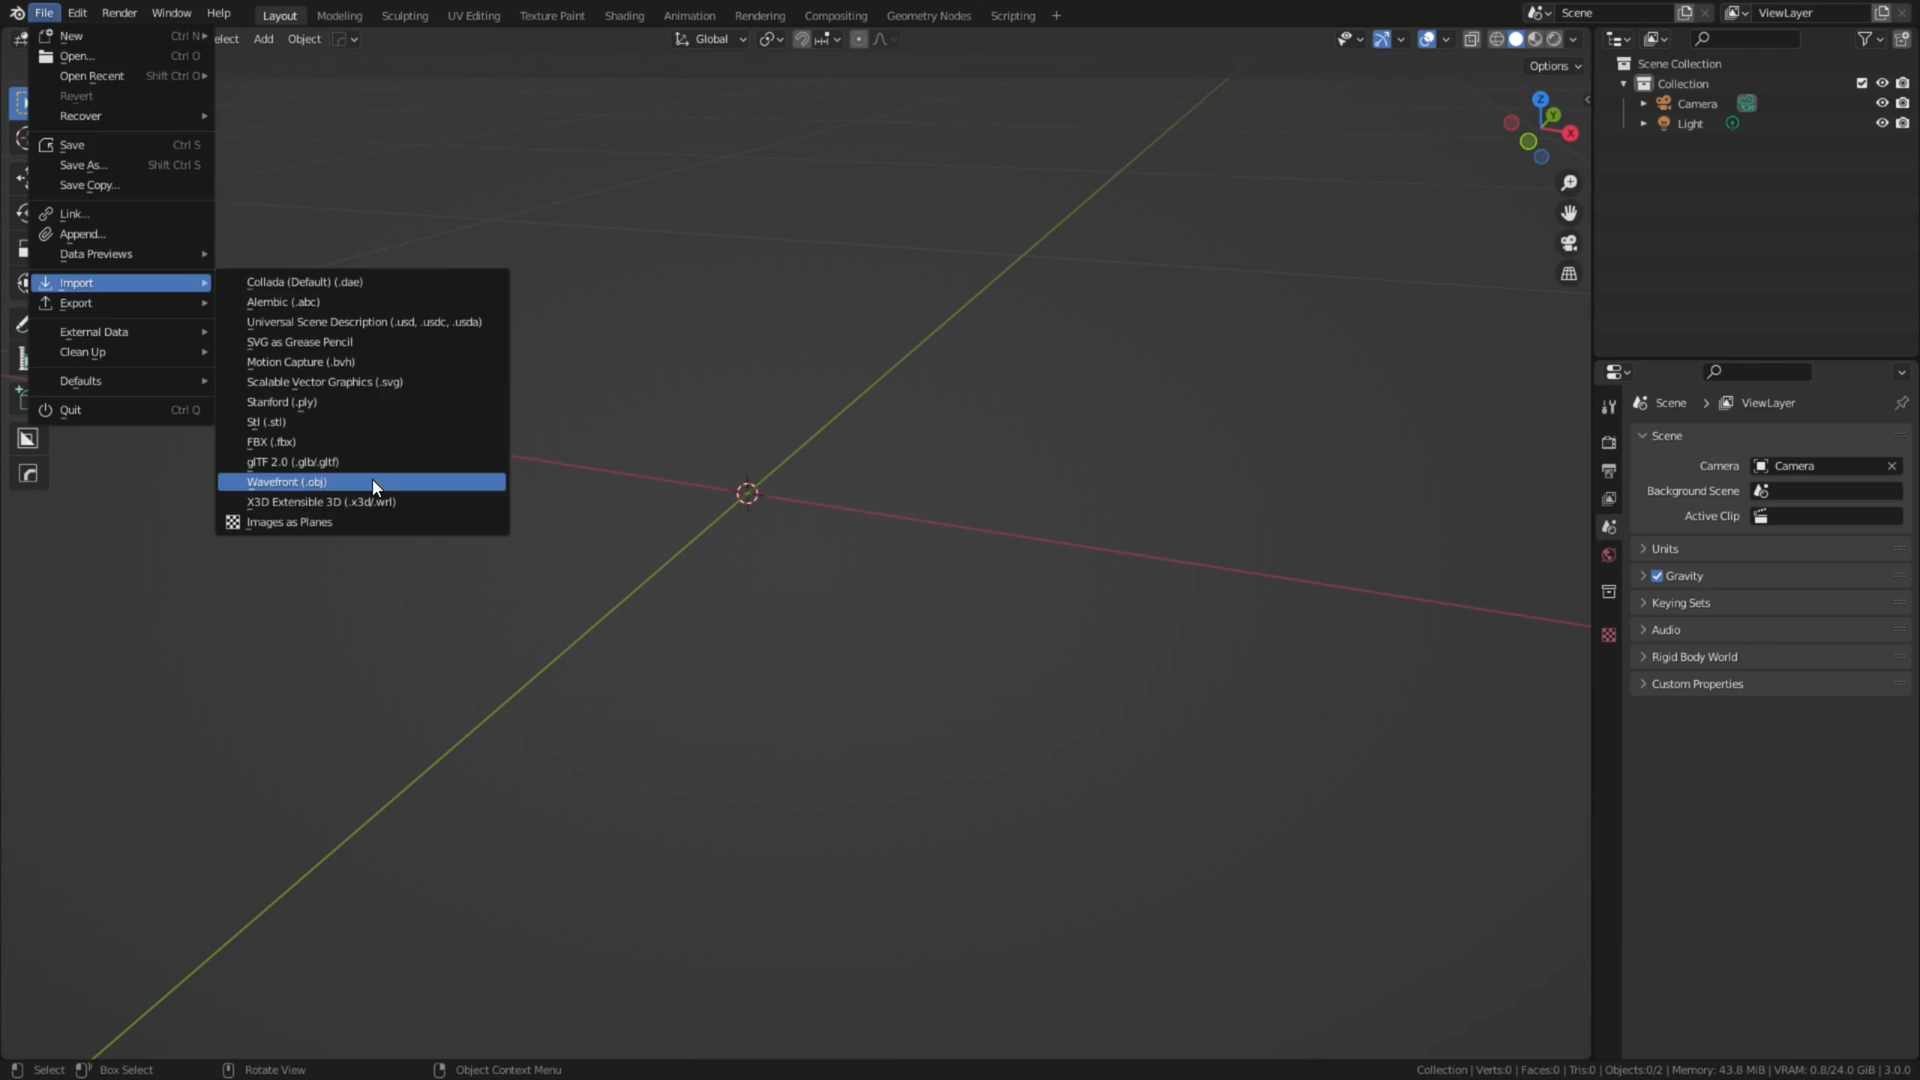 File Edit Render Window Help Layout Modeling Sculpting UV Editing Texture Paint Shading Animation Rendering Compositing Geometry Nodes Scripting + Scene ViewLayer
elect Add Object Global
Options
New Ctrl N
Open... Ctrl O
Open Recent Shift Ctrl O
Revert
Recover
Save Ctrl S
Save As... Shift Ctrl S
Save Copy...
Link...
Append...
Data Previews
Import
Export
External Data
Clean Up
Defaults
Quit Ctrl Q
Collada (Default) (.dae)
Alembic (.abc)
Universal Scene Description (.usd, .usdc, .usda)
SVG as Grease Pencil
Motion Capture (.bvh)
Scalable Vector Graphics (.svg)
Stanford (.ply)
Stl (.stl)
FBX (.fbx)
glTF 2.0 (.glb/.gltf)
Wavefront (.obj)
X3D Extensible 3D (.x3d/.wrl)
Images as Planes
Z
Y
X
Scene Collection
Collection
Camera
Light
Scene > ViewLayer
Scene
Camera Camera
Background Scene
Active Clip
Units
Gravity
Keying Sets
Audio
Rigid Body World
Custom Properties
Select Box Select Rotate View Object Context Menu Collection | Verts:0 | Faces:0 | Tris:0 | Objects:0/2 | Memory: 43.8 MiB | VRAM: 0.8/24.0 GiB | 3.0.0